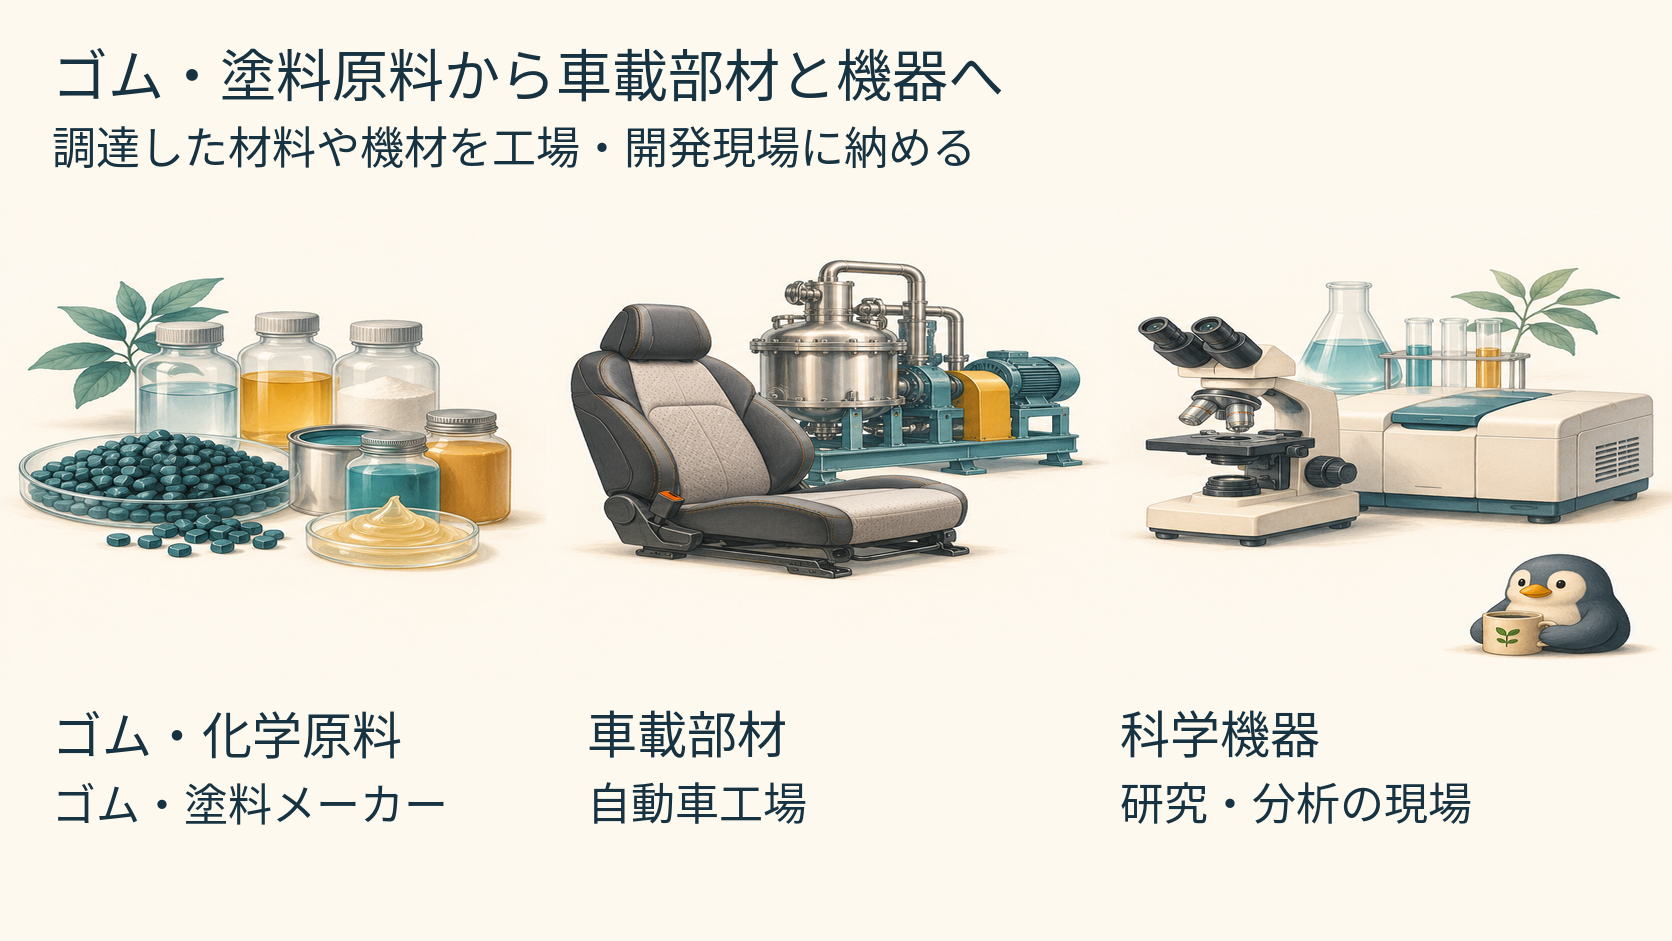 ゴム・塗料原料から車載部材と機器へ
調達した材料や機材を工場・開発現場に納める
ゴム・化学原料
ゴム・塗料メーカー
車載部材
自動車工場
科学機器
研究・分析の現場